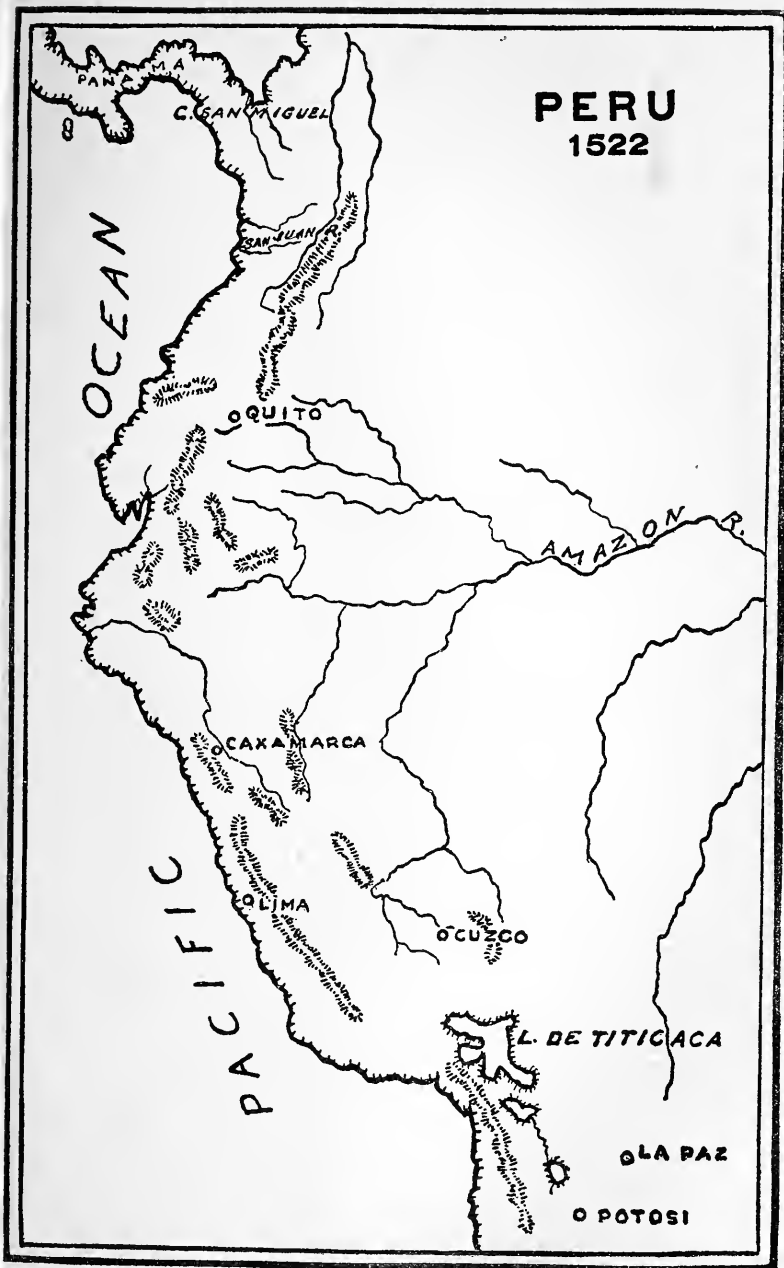 PERU
1522
PANAMA
C. SAN MIGUEL
SAN JUAN R.
OCEAN
QUITO
AMAZON R.
CAXAMARCA
LIMA
CUZCO
PACIFIC
L. DE TITICACA
LA PAZ
POTOSI